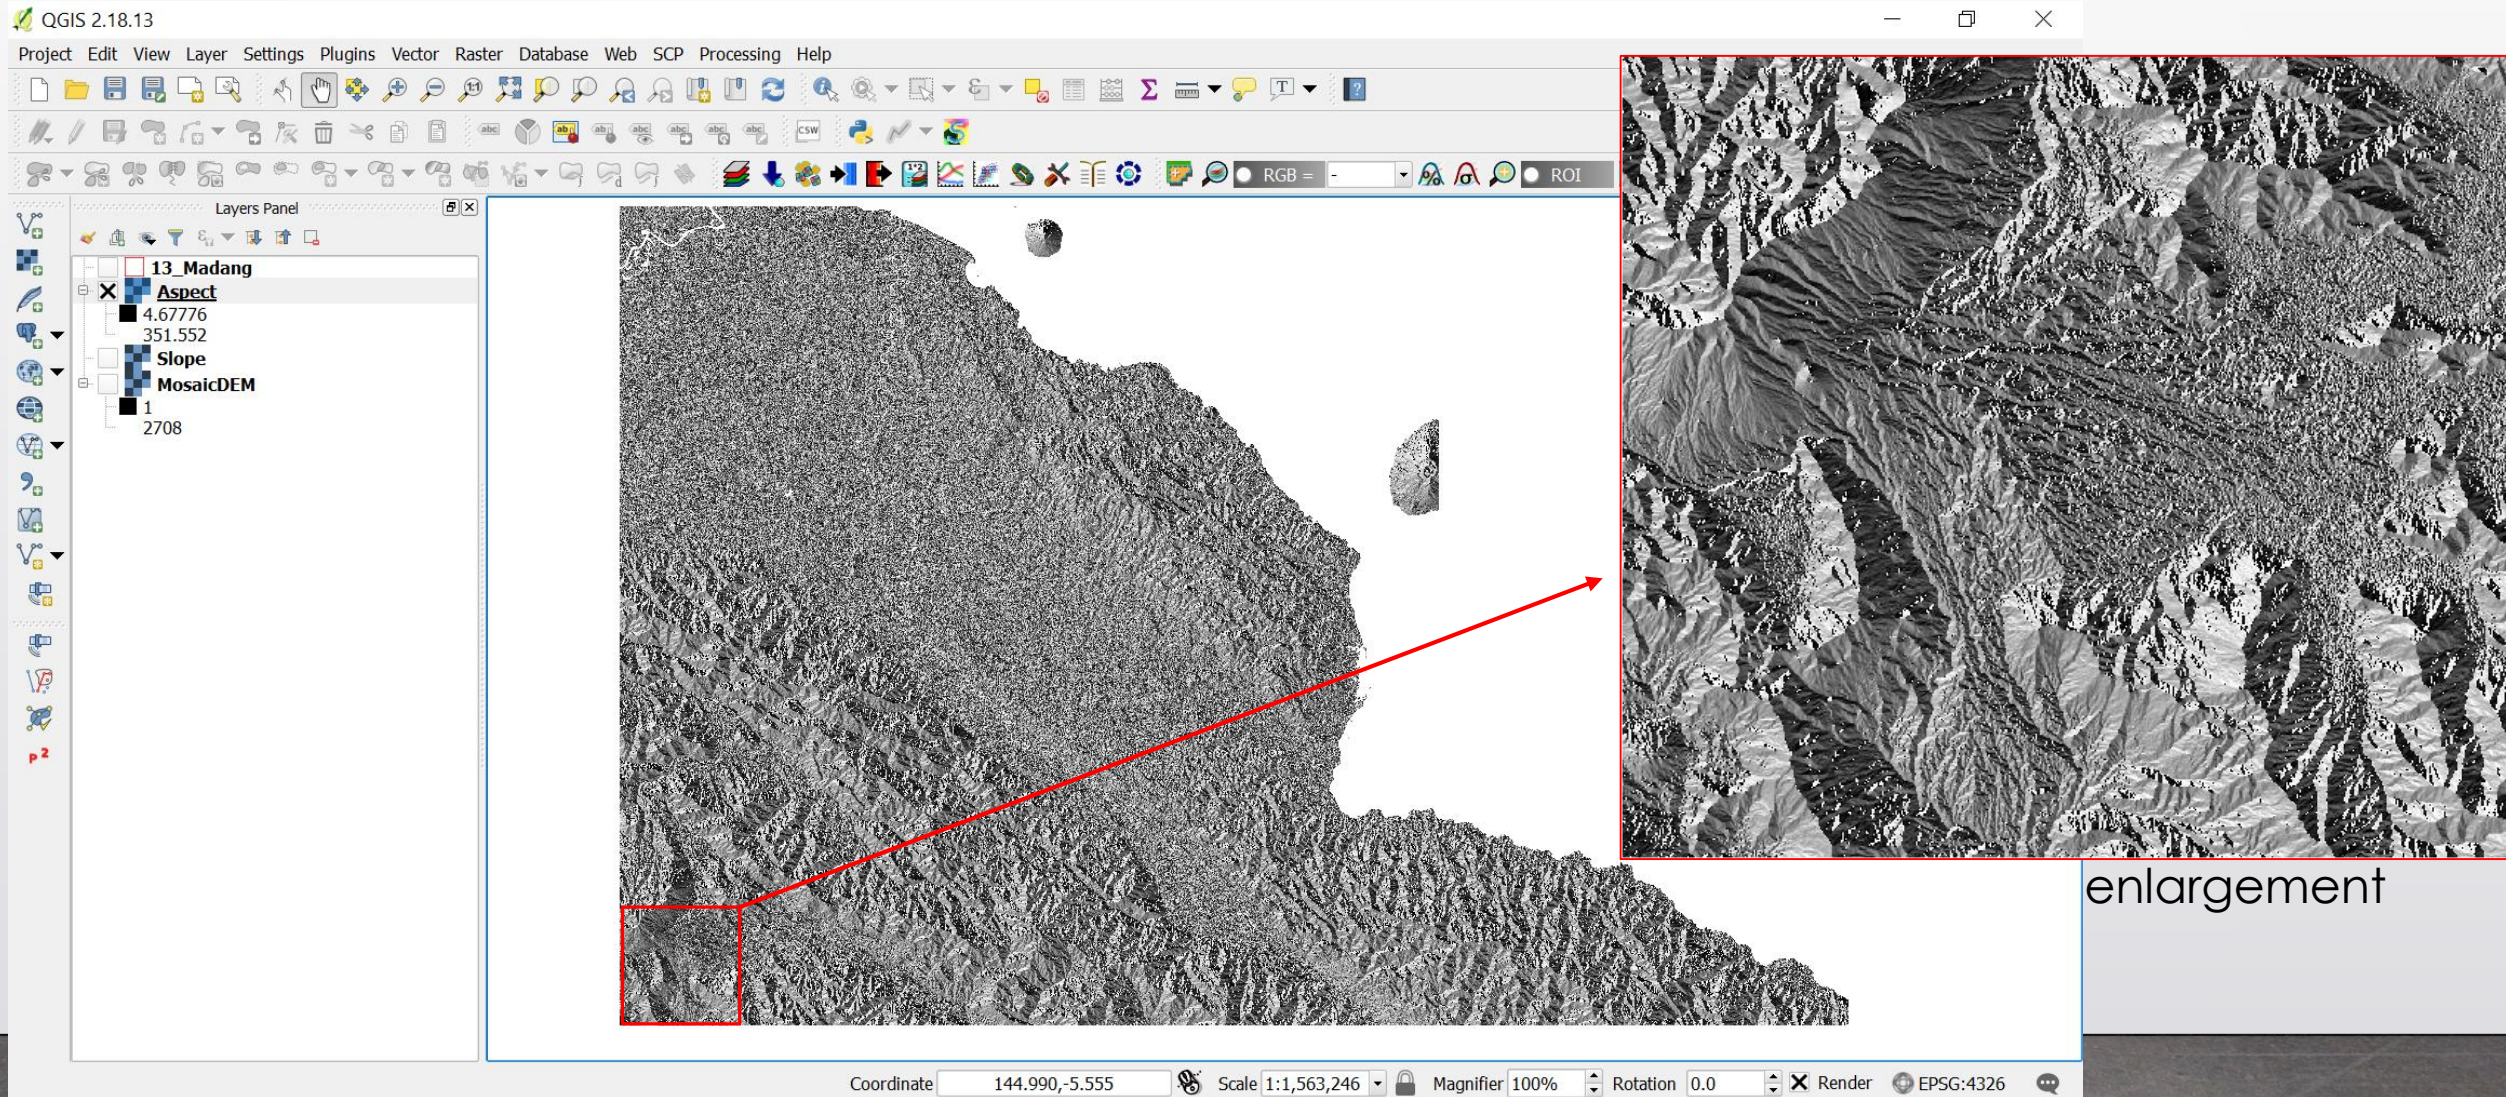 QGIS 2.18.13
Project Edit View Layer Settings Plugins Vector Raster Database Web SCP Processing Help
RGB = -
ROI
Layers Panel
13_Madang
Aspect
4.67776
351.552
Slope
MosaicDEM
1
2708
enlargement
Coordinate 144.990,-5.555 Scale 1:1,563,246 Magnifier 100% Rotation 0.0 Render EPSG:4326